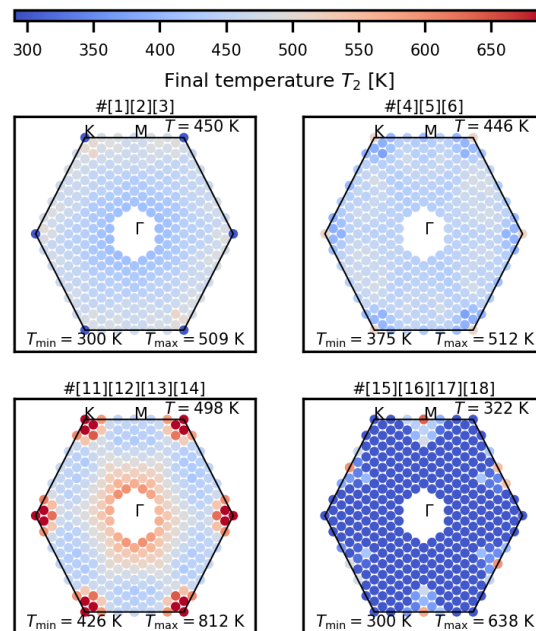 300 350 400 450 500 550 600 650
Final temperature T₂ [K]
#[1][2][3]
K M T = 450 K
Γ
Tmin = 300 K Tmax = 509 K
#[4][5][6]
K M T = 446 K
Γ
Tmin = 375 K Tmax = 512 K
#[11][12][13][14]
K M T = 498 K
Γ
Tmin = 426 K Tmax = 812 K
#[15][16][17][18]
K M T = 322 K
Γ
Tmin = 300 K Tmax = 638 K